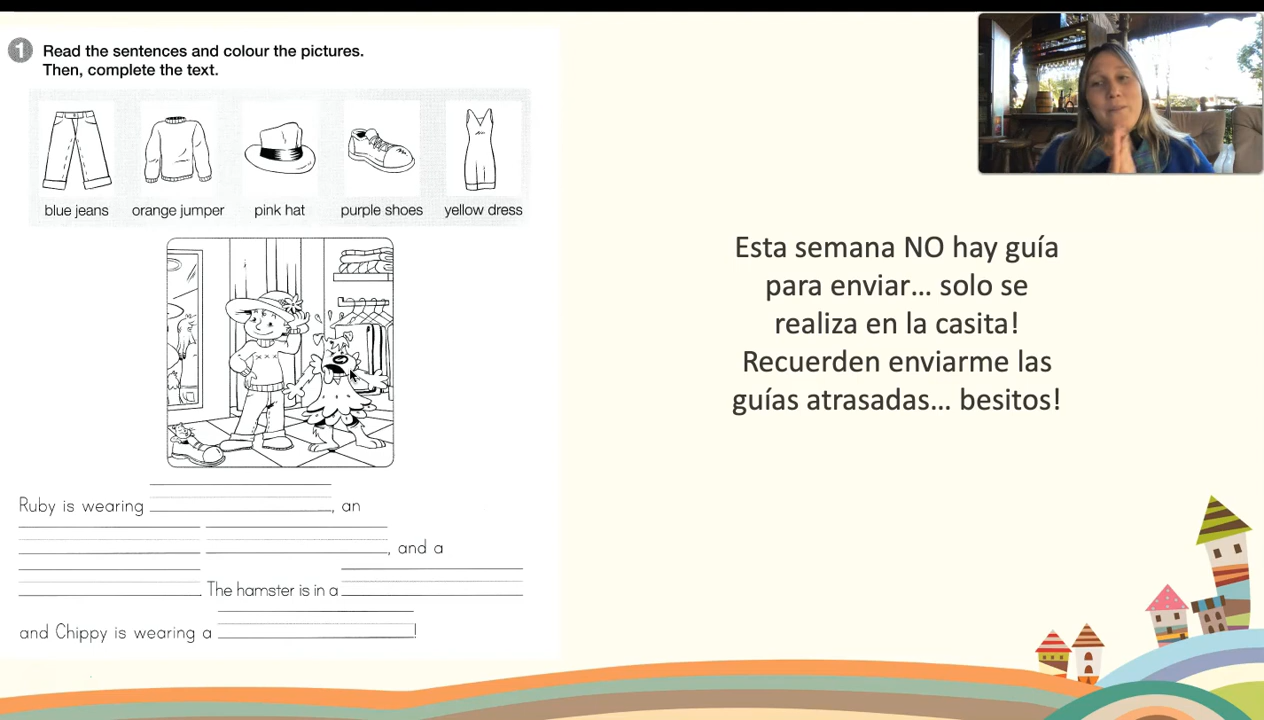 1 Read the sentences and colour the pictures.
Then, complete the text.
blue jeans orange jumper pink hat purple shoes yellow dress
Ruby is wearing , an
, and a
. The hamster is in a
and Chippy is wearing a !
Esta semana NO hay guía
para enviar... solo se
realiza en la casita!
Recuerden enviarme las
guías atrasadas... besitos!